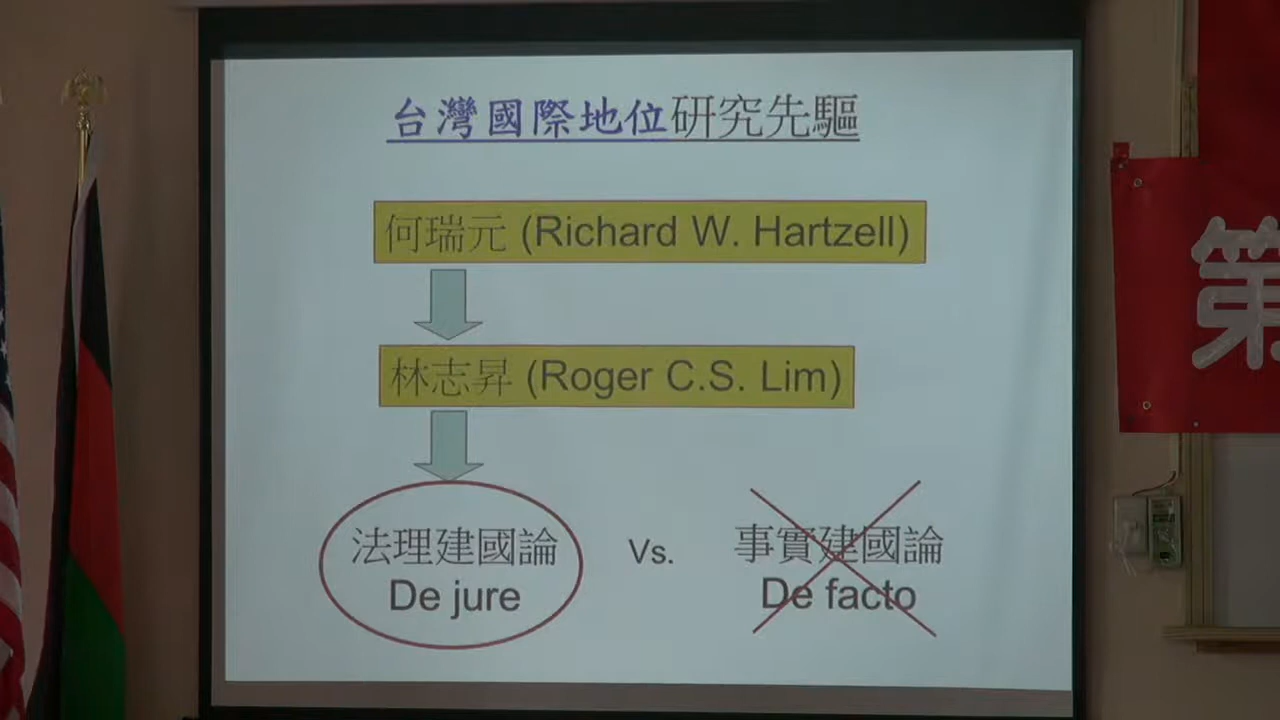 台灣國際地位研究先驅
何瑞元 (Richard W. Hartzell)
林志昇 (Roger C.S. Lim)
法理建國論
De jure
Vs.
事實建國論
De facto
第